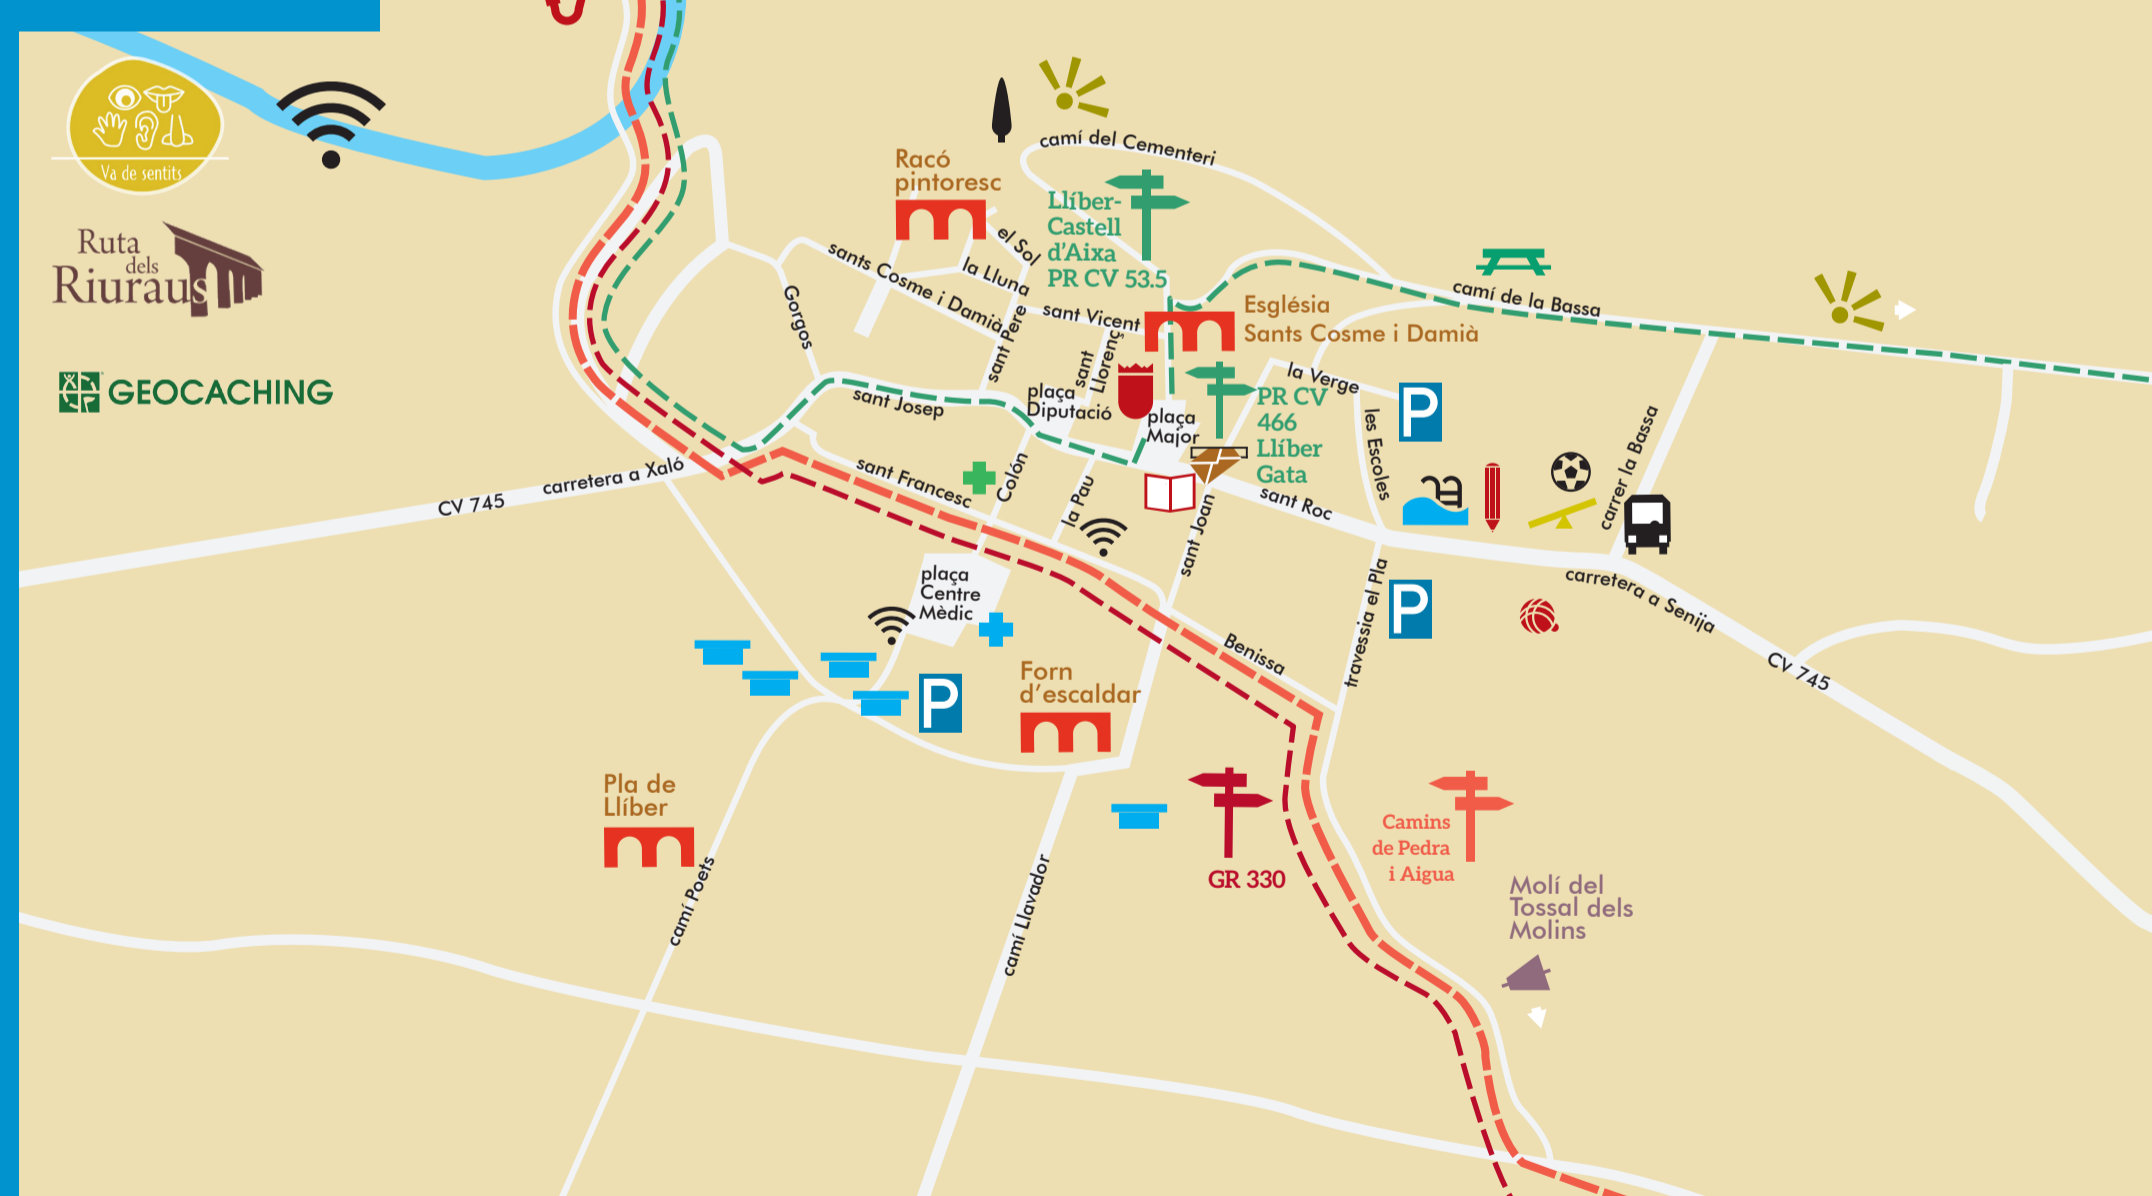 Va de sentits
Ruta
dels
Riuraus
GEOCACHING
camí del Cementeri
Racó
pintoresc
Llíber-
Castell
d'Aixa
PR CV 53.5
el Sol
la Lluna
sants Cosme i Damià
sant Vicent
Església
Sants Cosme i Damià
camí de la Bassa
Gorgos
sant Pere
sant
Llorenç
la Verge
plaça
Diputació
sant Josep
plaça
Major
PR CV
466
Llíber
Gata
P
les Escoles
carrer la Bassa
carretera a Xaló
CV 745
sant Francesc
Colón
la Pau
sant Joan
sant Roc
plaça
Centre
Mèdic
travessia el Pla
P
carretera a Senija
CV 745
Benissa
P
Forn
d'escaldar
Pla de
Llíber
camí Poets
camí Llavador
GR 330
Camins
de Pedra
i Aigua
Molí del
Tossal dels
Molins